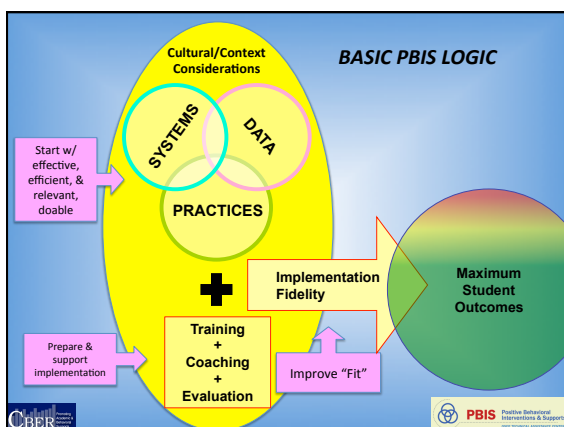 BASIC PBIS LOGIC
Cultural/Context
Considerations
SYSTEMS
DATA
PRACTICES
Start w/
effective,
efficient, &
relevant,
doable
Implementation
Fidelity
Maximum
Student
Outcomes
Training
+
Coaching
+
Evaluation
Prepare &
support
implementation
Improve “Fit”
CBER
PBIS
Positive Behavioral
Interventions & Supports